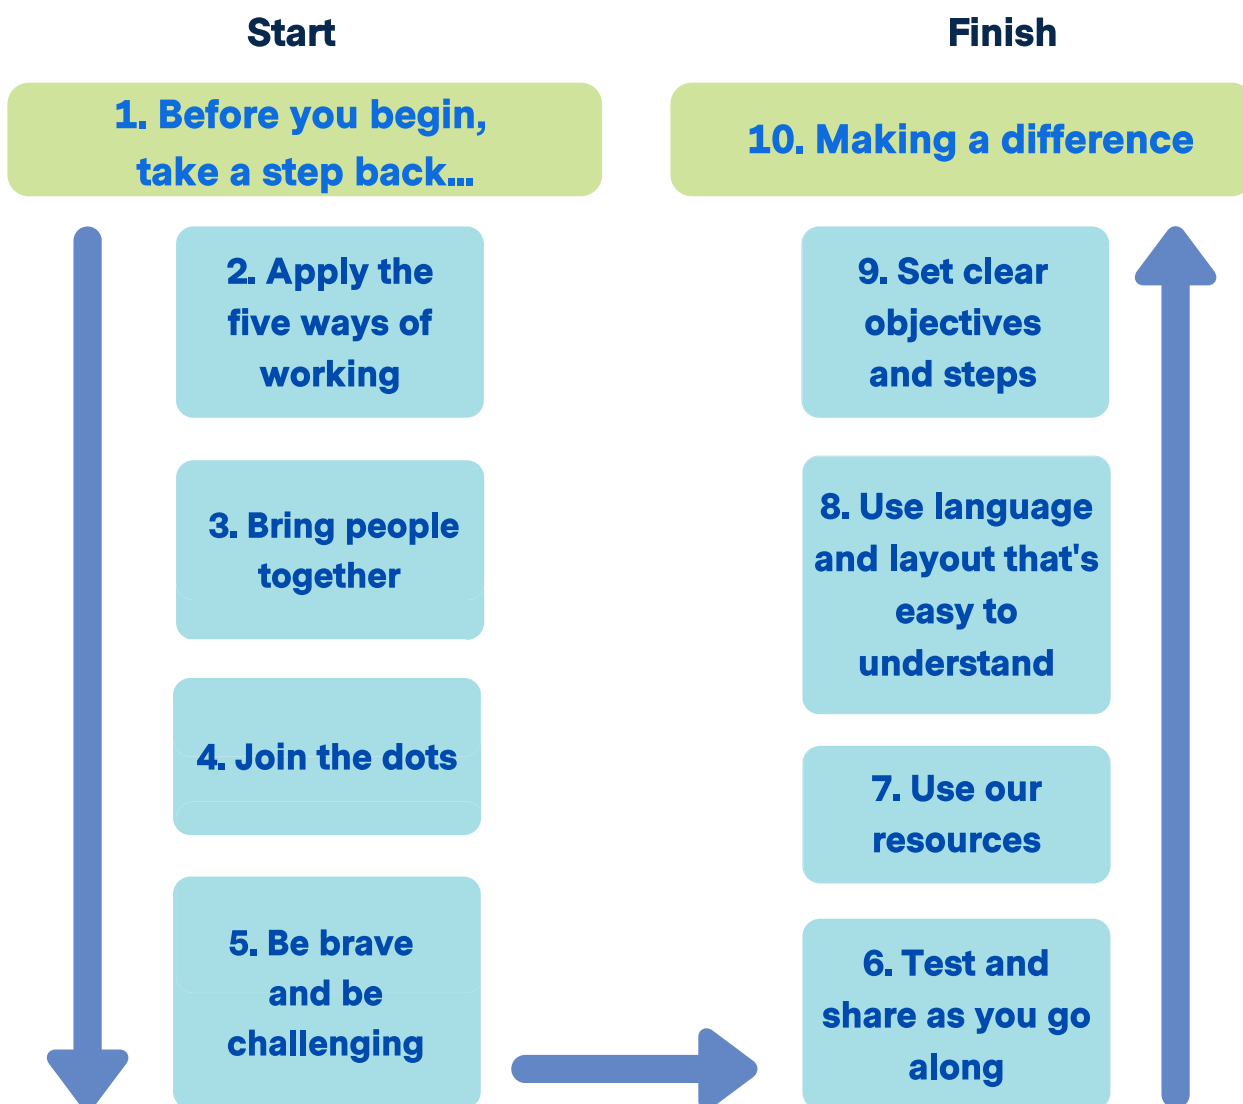 Start
1. Before you begin,
take a step back...
2. Apply the
five ways of
working
3. Bring people
together
4. Join the dots
5. Be brave
and be
challenging
Finish
10. Making a difference
9. Set clear
objectives
and steps
8. Use language
and layout that's
easy to
understand
7. Use our
resources
6. Test and
share as you go
along